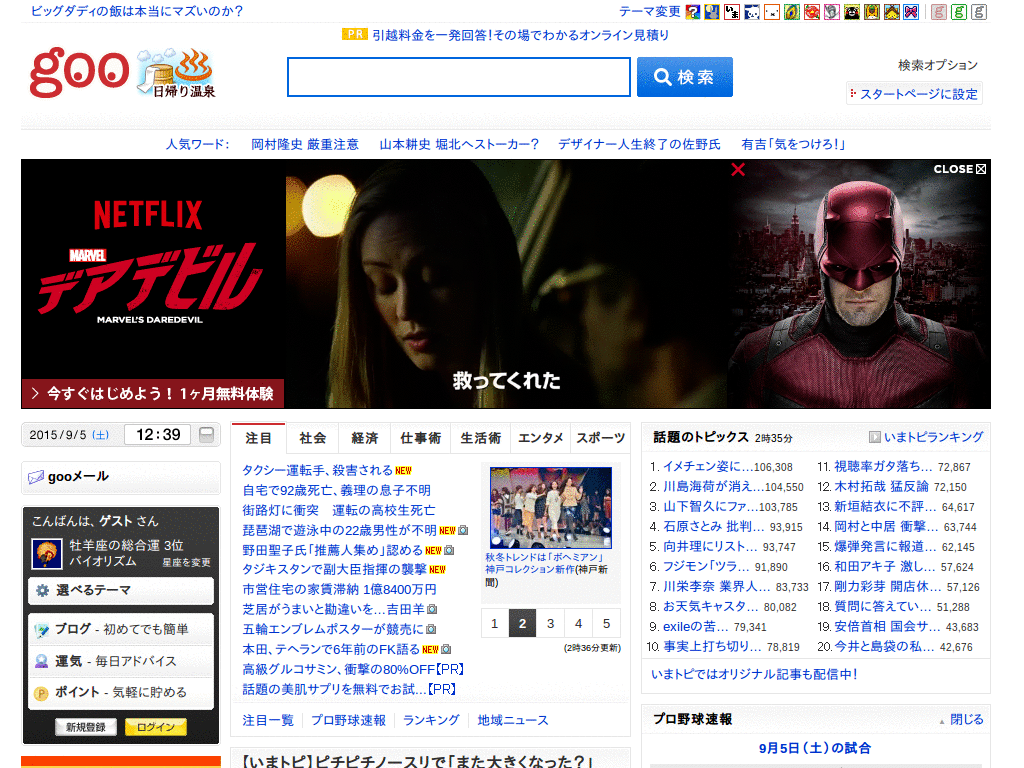 ビッグダディの飯は本当にマズいのか?
テーマ変更
PR 引越料金を一発回答!その場でわかるオンライン見積り
goo
日帰り温泉
検索
検索オプション
スタートページに設定
人気ワード: 岡村隆史 厳重注意 山本耕史 堀北へストーカー? デザイナー人生終了の佐野氏 有吉「気をつけろ!」
CLOSE
NETFLIX
MARVEL
デアデビル
MARVEL'S DAREDEVIL
救ってくれた
今すぐはじめよう! 1ヶ月無料体験
2015/9/5 (土) 12:39
gooメール
こんばんは、ゲスト さん
牡羊座の総合運 3位
バイオリズム 星座を変更
選べるテーマ
ブログ - 初めてでも簡単
運気 - 毎日アドバイス
ポイント - 気軽に貯める
新規登録 ログイン
注目 社会 経済 仕事術 生活術 エンタメ スポーツ
タクシー運転手、殺害される NEW
自宅で92歳死亡、義理の息子不明
街路灯に衝突 運転の高校生死亡
琵琶湖で遊泳中の22歳男性が不明 NEW
野田聖子氏「推薦人集め」認める NEW
タジキスタンで副大臣指揮の襲撃 NEW
市営住宅の家賃滞納 1億8400万円
芝居がうまいと勘違いを…吉田羊
五輪エンブレムポスターが競売に
本田、テヘランで6年前のFK語る NEW
高級グルコサミン、衝撃の80%OFF【PR】
話題の美肌サプリを無料でお試…【PR】
秋冬トレンドは「ボヘミアン」
神戸コレクション新作(神戸新
聞)
1 2 3 4 5
(2時36分更新)
注目一覧 プロ野球速報 ランキング 地域ニュース
【いまトピ】ピチピチノースリで「また大きくなった?」
話題のトピックス 2時35分 いまトピランキング
1. イメチェン姿に…106,308
2. 川島海荷が消え…104,550
3. 山下智久にファ…103,785
4. 石原さとみ 批判… 93,915
5. 向井理にリスト… 93,747
6. フジモン「ツラ… 91,890
7. 川栄李奈 業界人… 83,733
8. お天気キャスタ… 80,082
9. exileの苦… 79,341
10. 事実上打ち切り… 78,819
11. 視聴率ガタ落ち… 72,867
12. 木村拓哉 猛反論 72,150
13. 新垣結衣に不評… 64,617
14. 岡村と中居 衝撃… 63,744
15. 爆弾発言に報道… 62,145
16. 和田アキ子 激し… 57,624
17. 剛力彩芽 開店休… 57,126
18. 質問に答えてい… 51,288
19. 安倍首相 国会サ… 43,683
20. 今井と島袋の私… 42,676
いまトピではオリジナル記事も配信中!
プロ野球速報 閉じる
9月5日(土)の試合